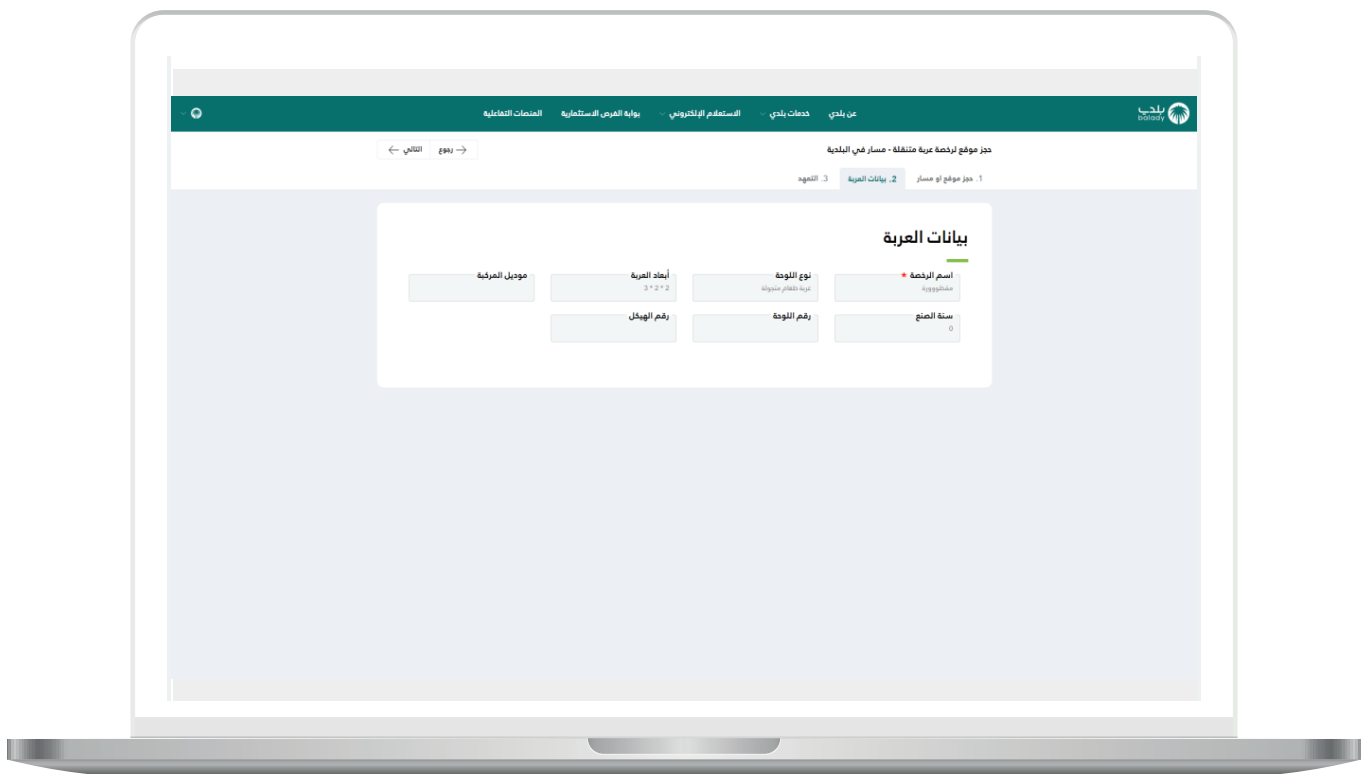 بلدي
balady
عن بلدي خدمات بلدي الاستعلام الإلكتروني بوابة الفرص الاستثمارية المنصات التفاعلية
حجز موقع لرخصة عربة متنقلة - مسار في البلدية
رجوع التالي
1. حجز موقع او مسار 2. بيانات العربة 3. التعهد
بيانات العربة
اسم الرخصة * نوع اللوحة أبعاد العربة موديل المركبة
مقطووورة عربة طعام متجولة 2 * 2 * 3
سنة الصنع رقم اللوحة رقم الهيكل
0